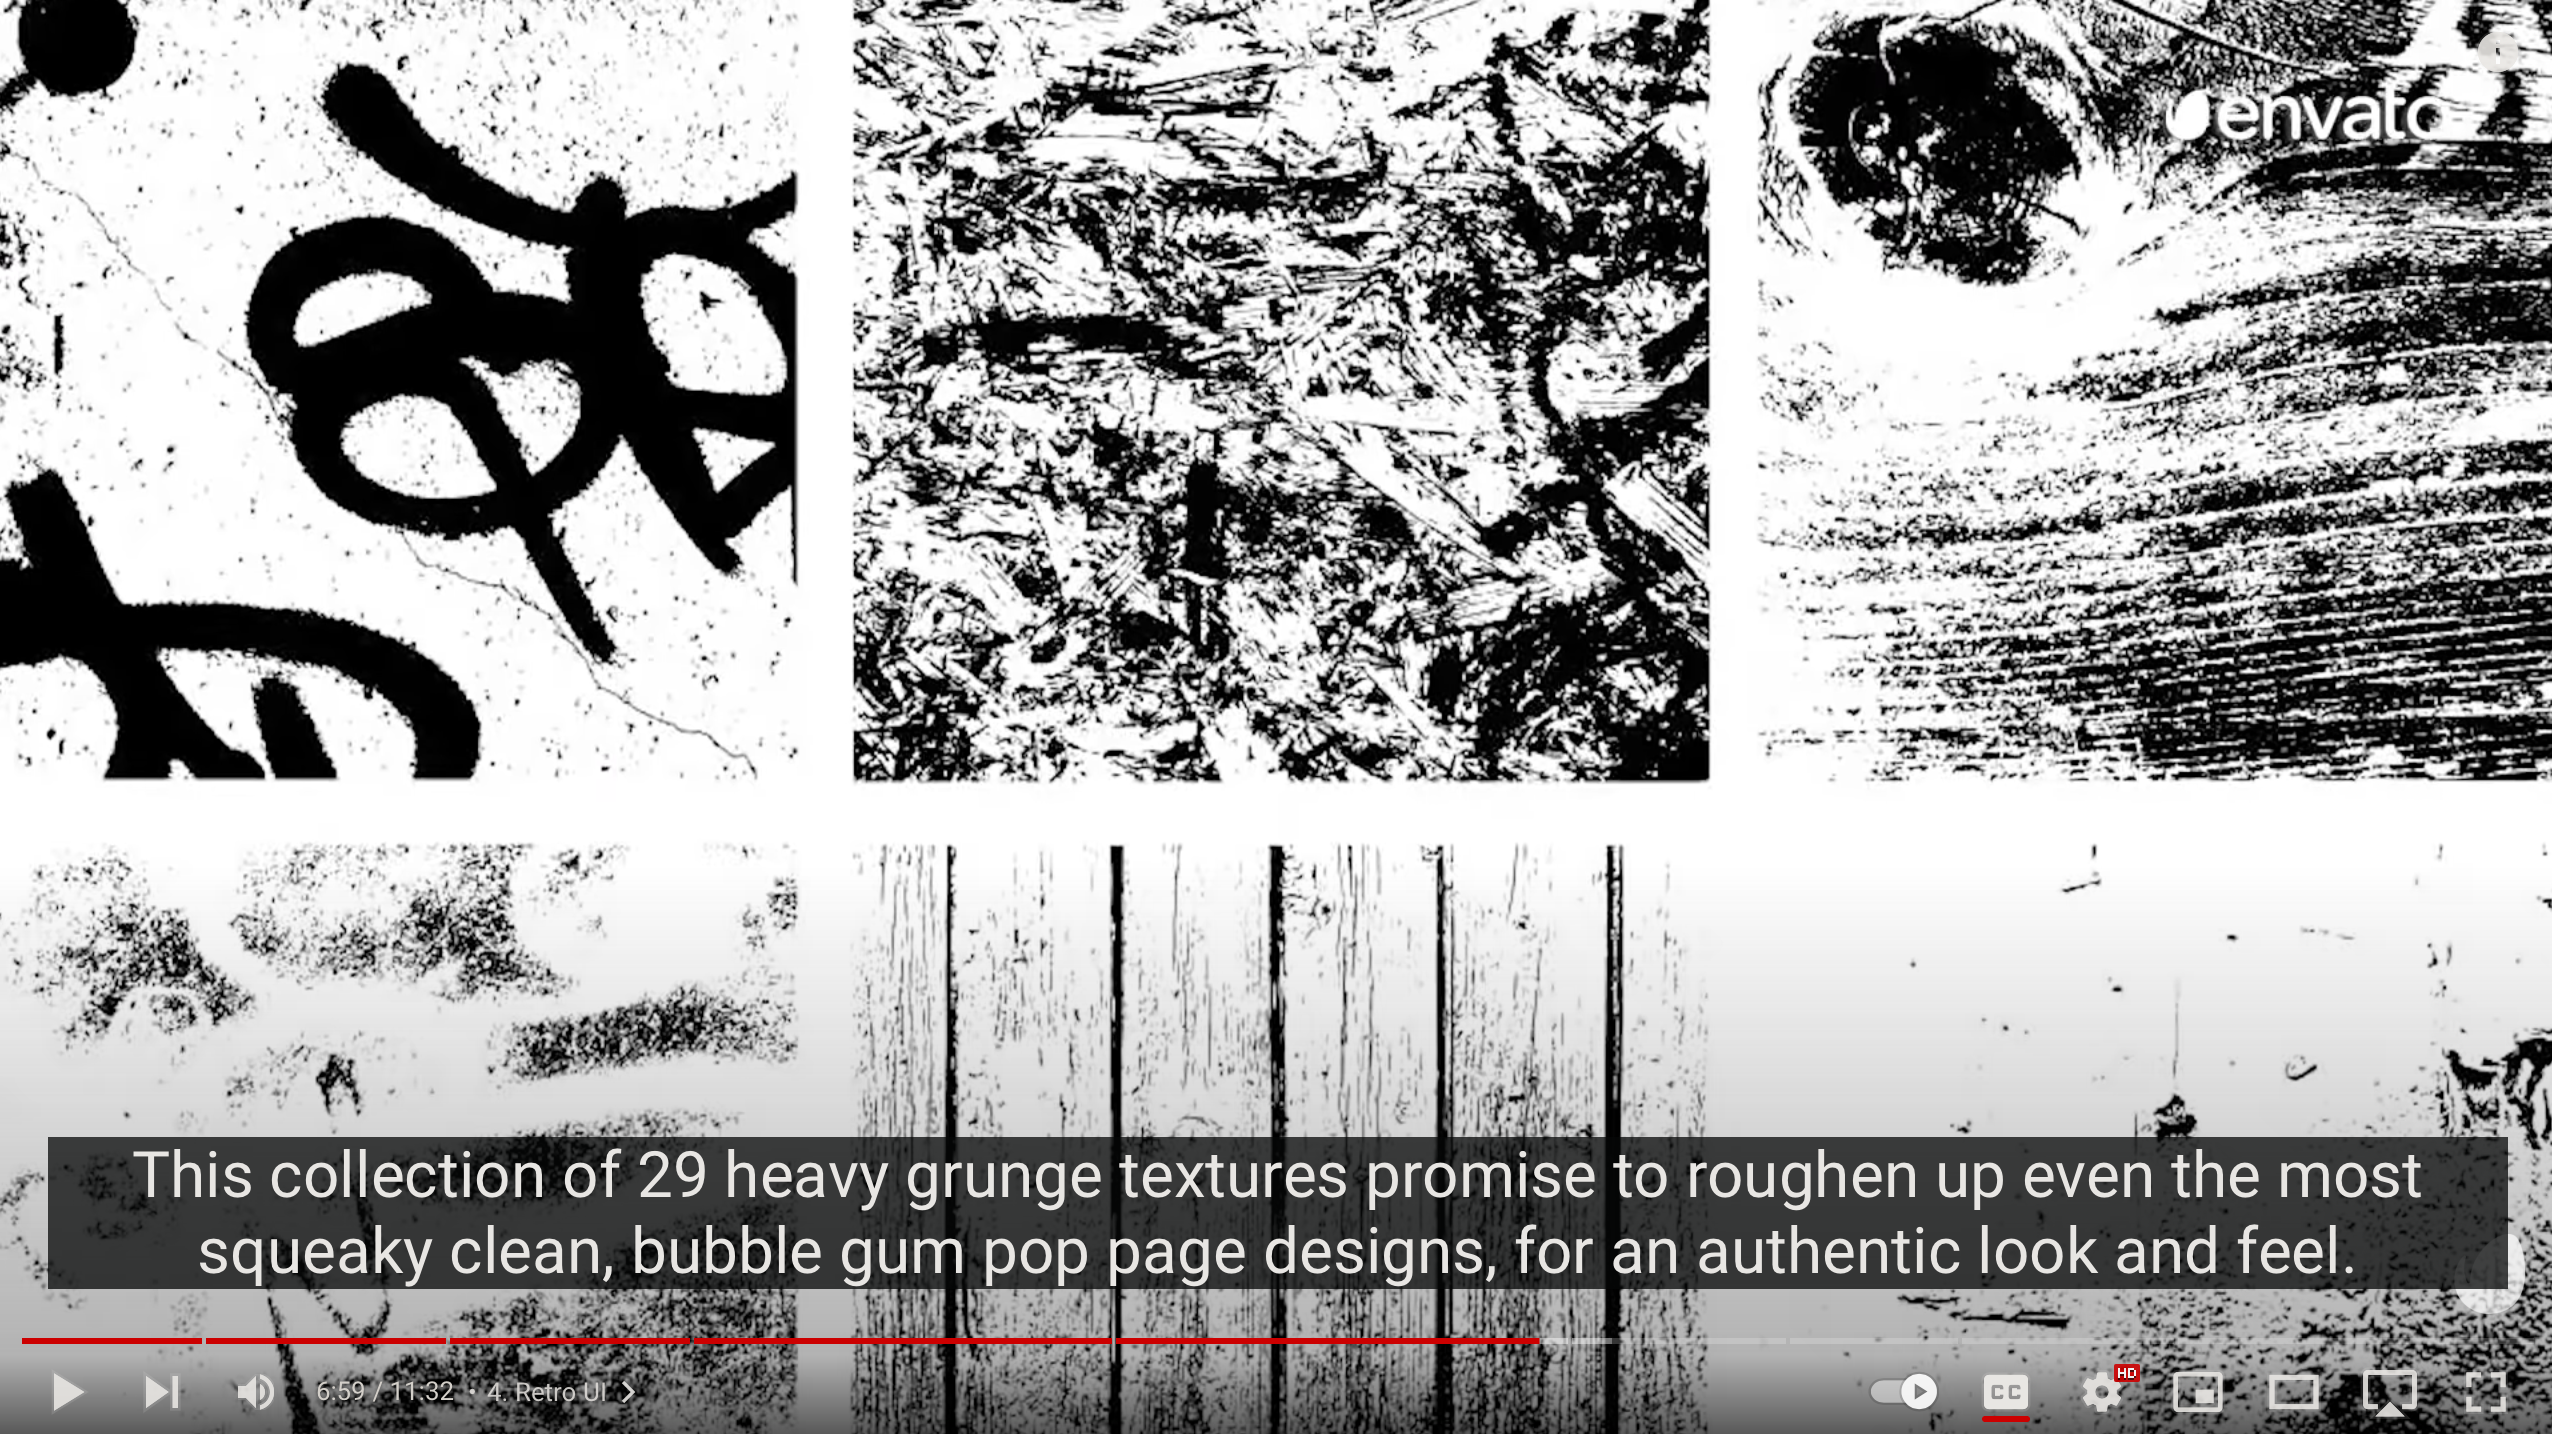 envato
This collection of 29 heavy grunge textures promise to roughen up even the most
squeaky clean, bubble gum pop page designs, for an authentic look and feel.
6:59 / 11:32 • 4. Retro UI
CC
HD